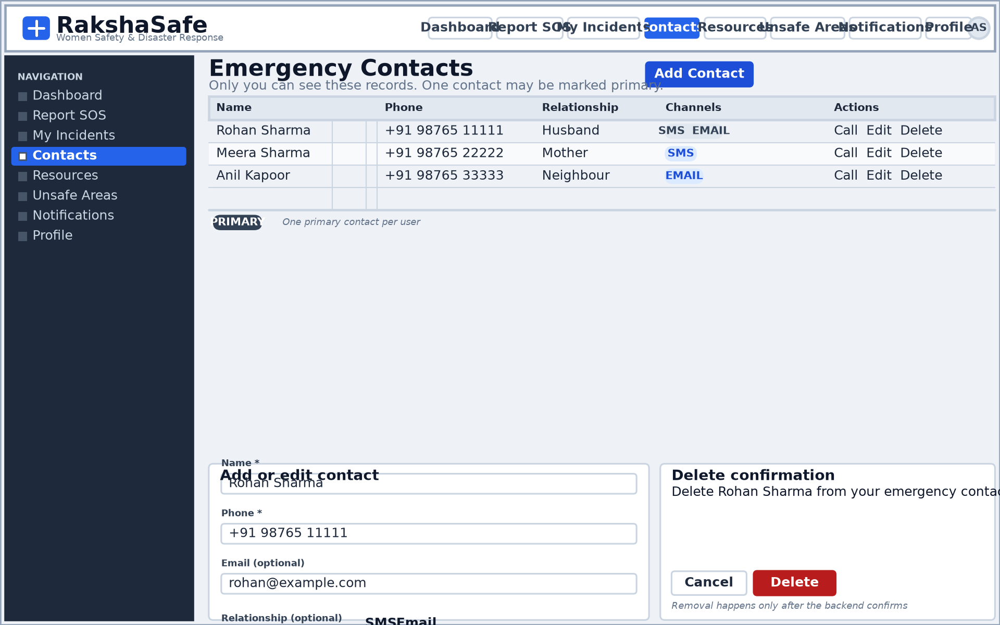 RakshaSafe
Women Safety & Disaster Response
Dashboard Report SOS My Incidents Contacts Resources Unsafe Areas Notifications Profile AS
NAVIGATION
Dashboard
Report SOS
My Incidents
Contacts
Resources
Unsafe Areas
Notifications
Profile
Emergency Contacts
Only you can see these records. One contact may be marked primary.
Add Contact
Name Phone Relationship Channels Actions
Rohan Sharma +91 98765 11111 Husband SMS EMAIL Call Edit Delete
Meera Sharma +91 98765 22222 Mother SMS Call Edit Delete
Anil Kapoor +91 98765 33333 Neighbour EMAIL Call Edit Delete
PRIMARY One primary contact per user
Name *
Add or edit contact
Rohan Sharma
Phone *
+91 98765 11111
Email (optional)
rohan@example.com
Relationship (optional) SMSEmail
Delete confirmation
Delete Rohan Sharma from your emergency contac
Cancel Delete
Removal happens only after the backend confirms